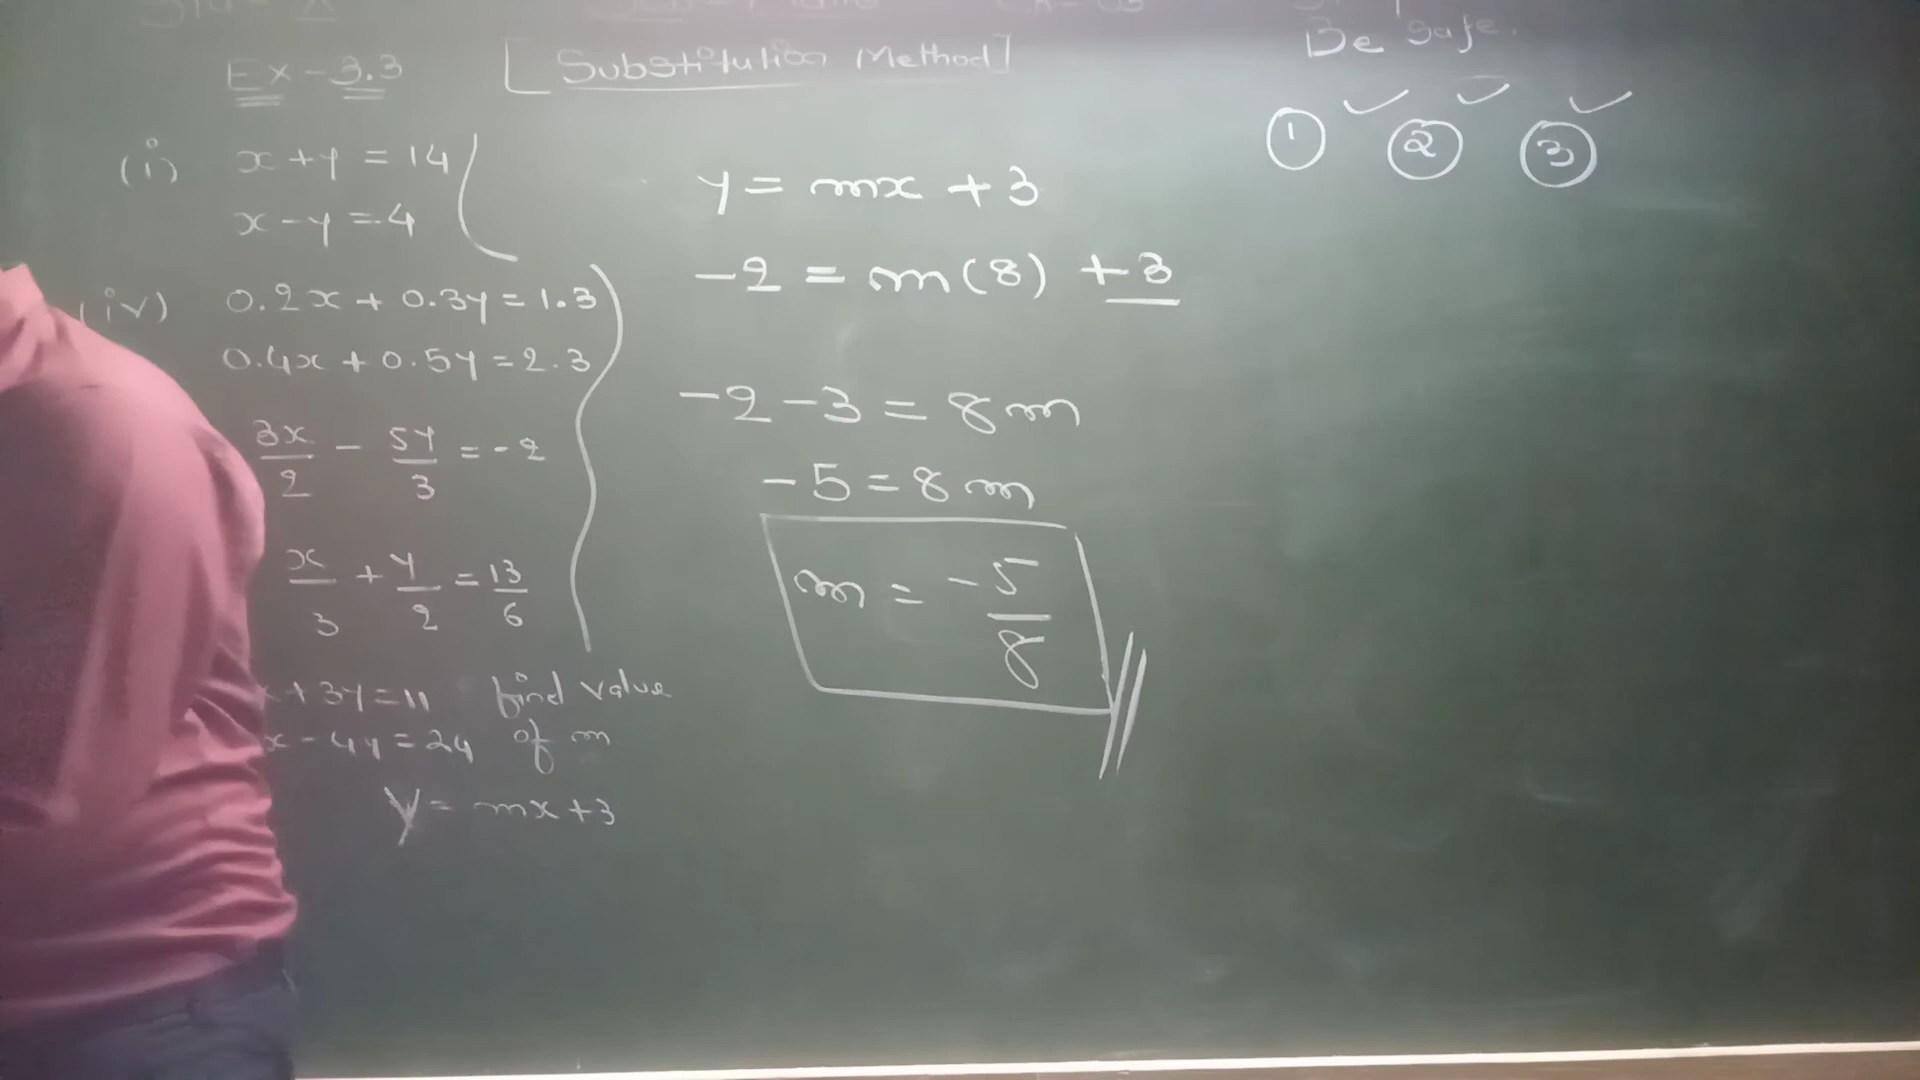 Ex-3.3 [Substitution Method]
(i) x+y=14
x-y=4
(iv) 0.2x+0.3y=1.3
0.4x+0.5y=2.3
3x/2 - 5y/3 = -2
x/3 + y/2 = 13/6
+3y=11 find value
x-4y=24 of m
y=mx+3
y=mx+3
-2=m(8)+3
-2-3=8m
-5=8m
m=-5/8
Be safe.
1 2 3